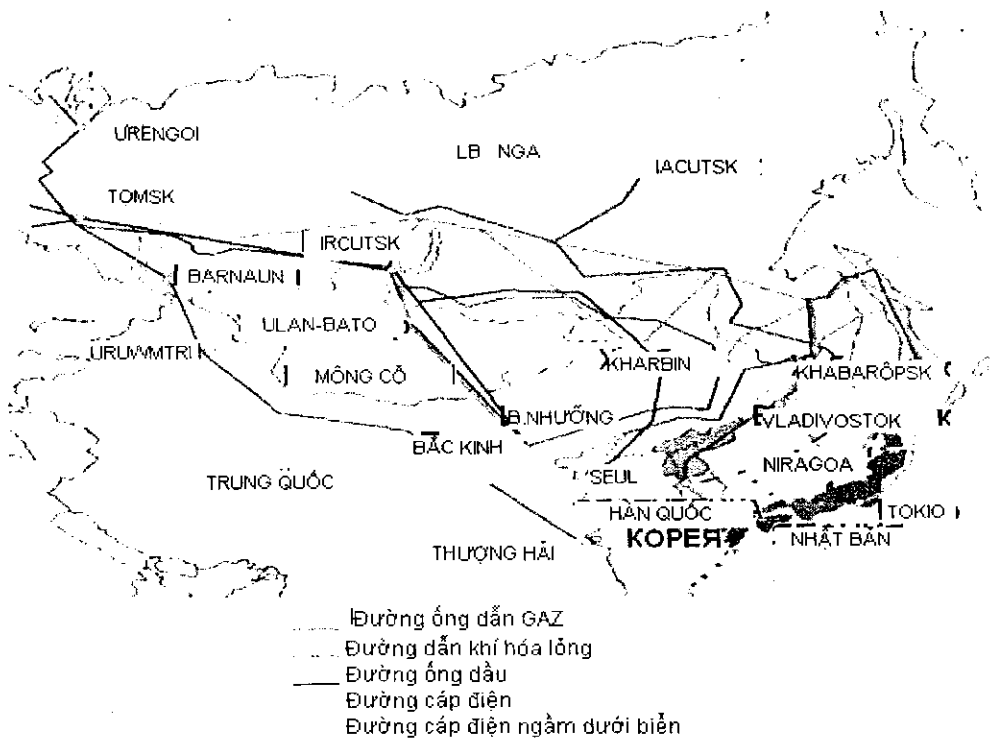 URENGOI
LB NGA
IACUTSK
TOMSK
IRCUTSK
BARNAUN
ULAN-BATO
URUWMTRI
MÔNG CỔ
KHARBIN
KHABARÔPSK
B.NHƯỠNG
VLADIVOSTOK
K
BẮC KINH
SEUL
NIRAGOA
TRUNG QUỐC
HÀN QUỐC
TOKIO
КОРЕЯ
NHẬT BẢN
THƯỢNG HẢI
Đường ống dẫn GAZ
Đường dẫn khí hóa lỏng
Đường ống dầu
Đường cáp điện
Đường cáp điện ngầm dưới biển